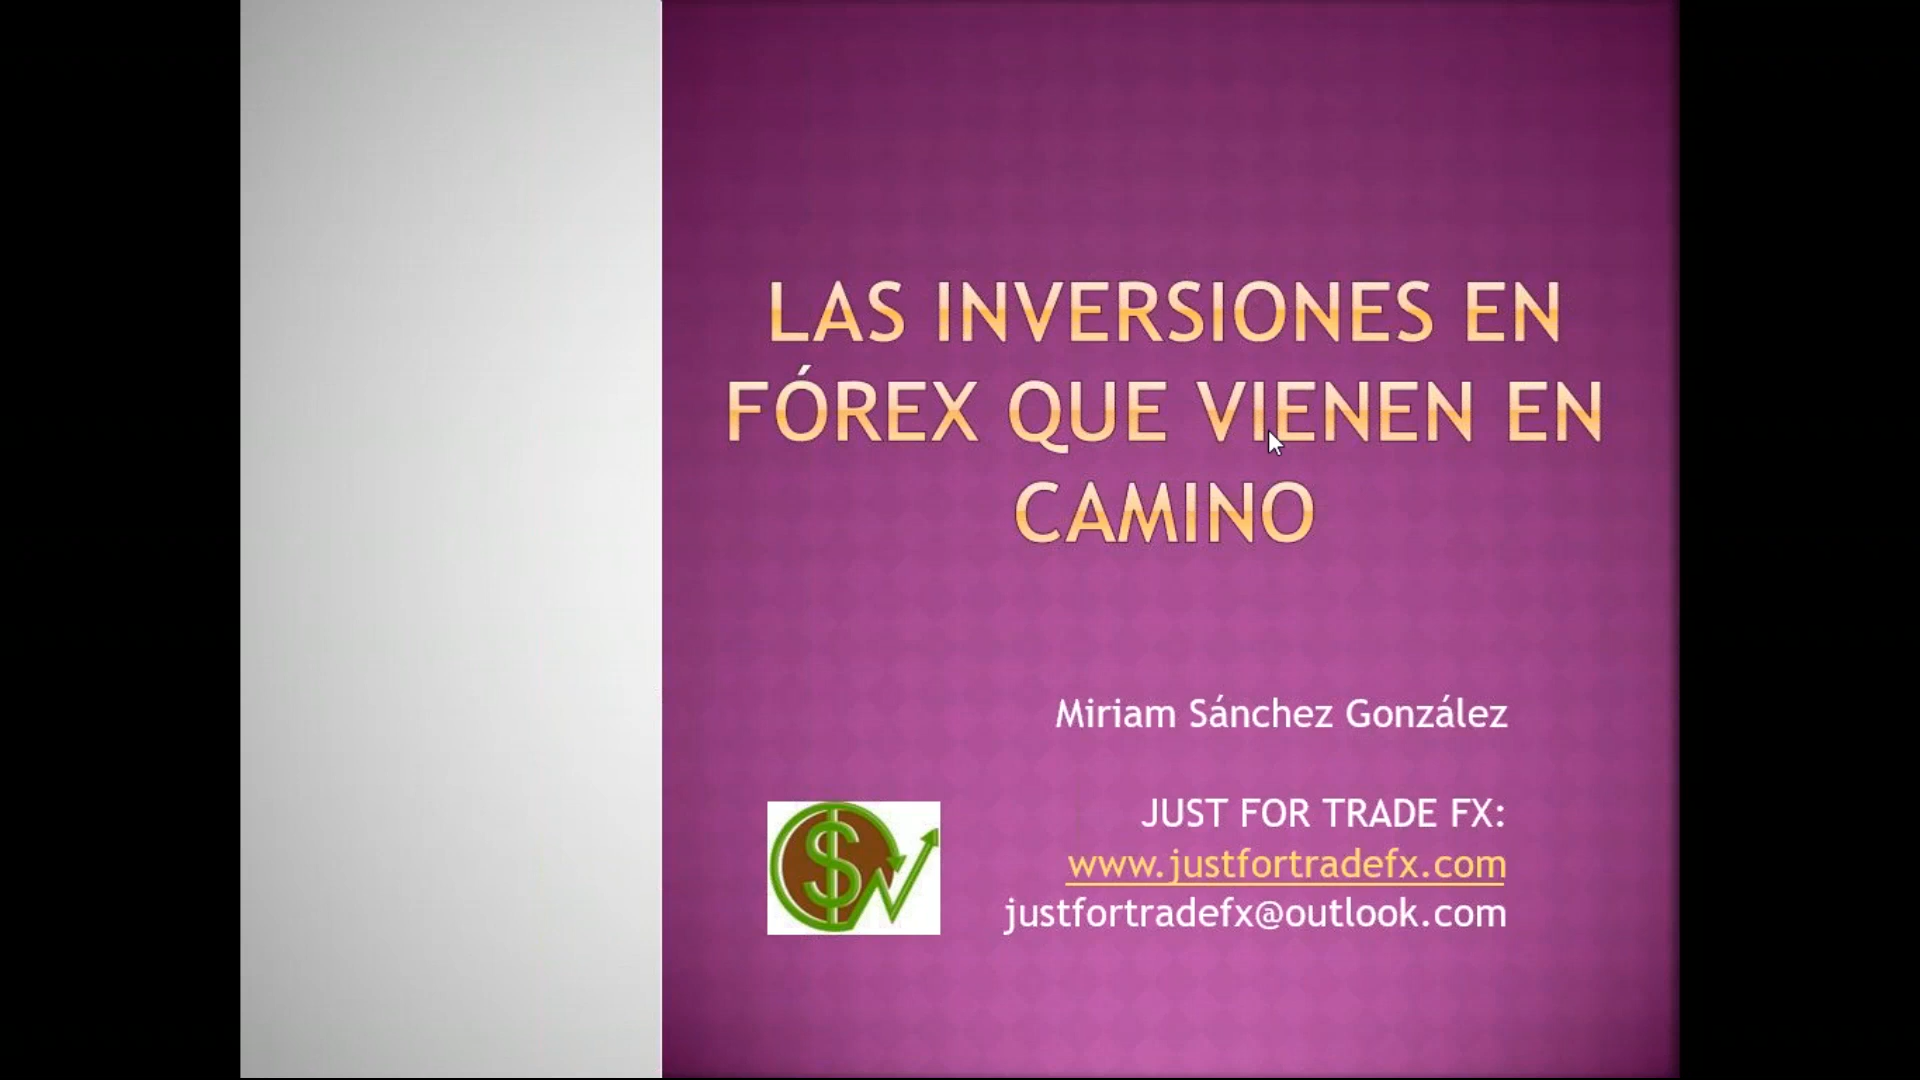 LAS INVERSIONES EN
FÓREX QUE VIENEN EN
CAMINO
Miriam Sánchez González
JUST FOR TRADE FX:
www.justfortradefx.com
justfortradefx@outlook.com